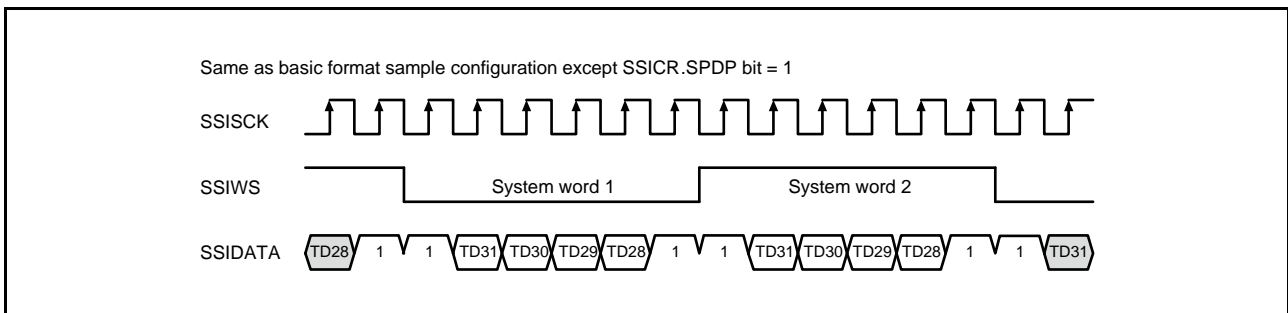 Same as basic format sample configuration except SSICR.SPDP bit = 1
SSISCK
SSIWS System word 1 System word 2
SSIDATA TD28 1 1 TD31 TD30 TD29 TD28 1 1 TD31 TD30 TD29 TD28 1 1 TD31